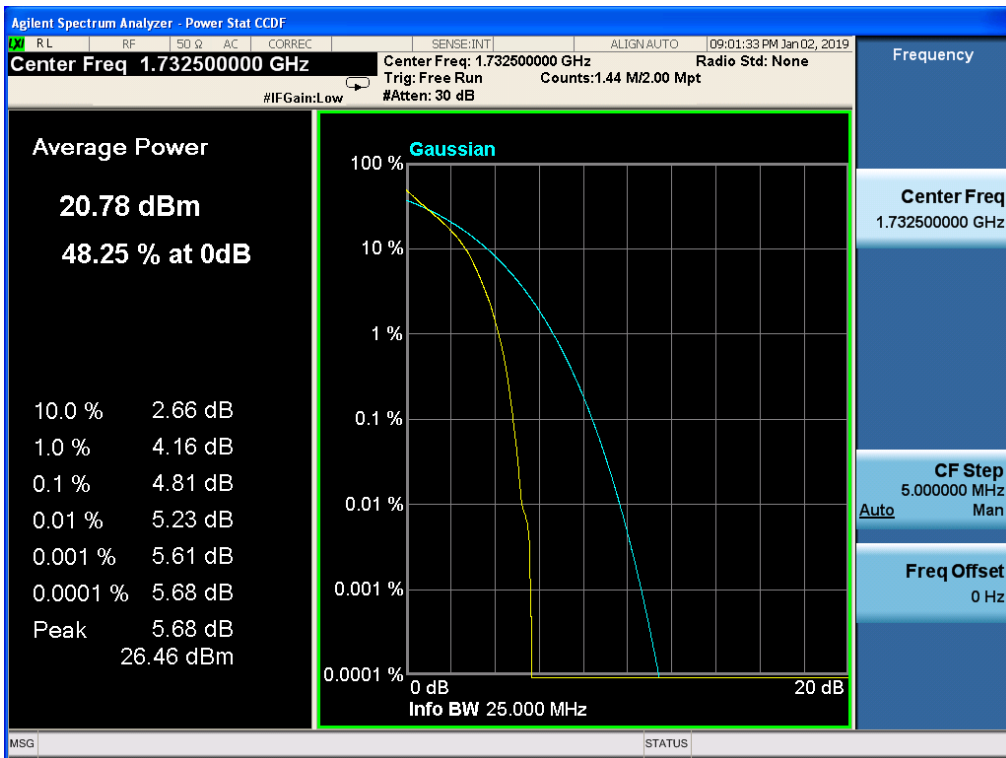 Agilent Spectrum Analyzer - Power Stat CCDF
LXI RL RF 50 Ω AC CORREC SENSE:INT ALIGN AUTO 09:01:33 PM Jan 02, 2019
Center Freq 1.732500000 GHz
#IFGain:Low
Center Freq: 1.732500000 GHz Radio Std: None
Trig: Free Run Counts:1.44 M/2.00 Mpt
#Atten: 30 dB
Average Power
20.78 dBm
48.25 % at 0dB
10.0 % 2.66 dB
1.0 % 4.16 dB
0.1 % 4.81 dB
0.01 % 5.23 dB
0.001 % 5.61 dB
0.0001 % 5.68 dB
Peak 5.68 dB
26.46 dBm
Gaussian
100 %
10 %
1 %
0.1 %
0.01 %
0.001 %
0.0001 %
0 dB 20 dB
Info BW 25.000 MHz
Frequency
Center Freq
1.732500000 GHz
CF Step
5.000000 MHz
Auto Man
Freq Offset
0 Hz
MSG STATUS